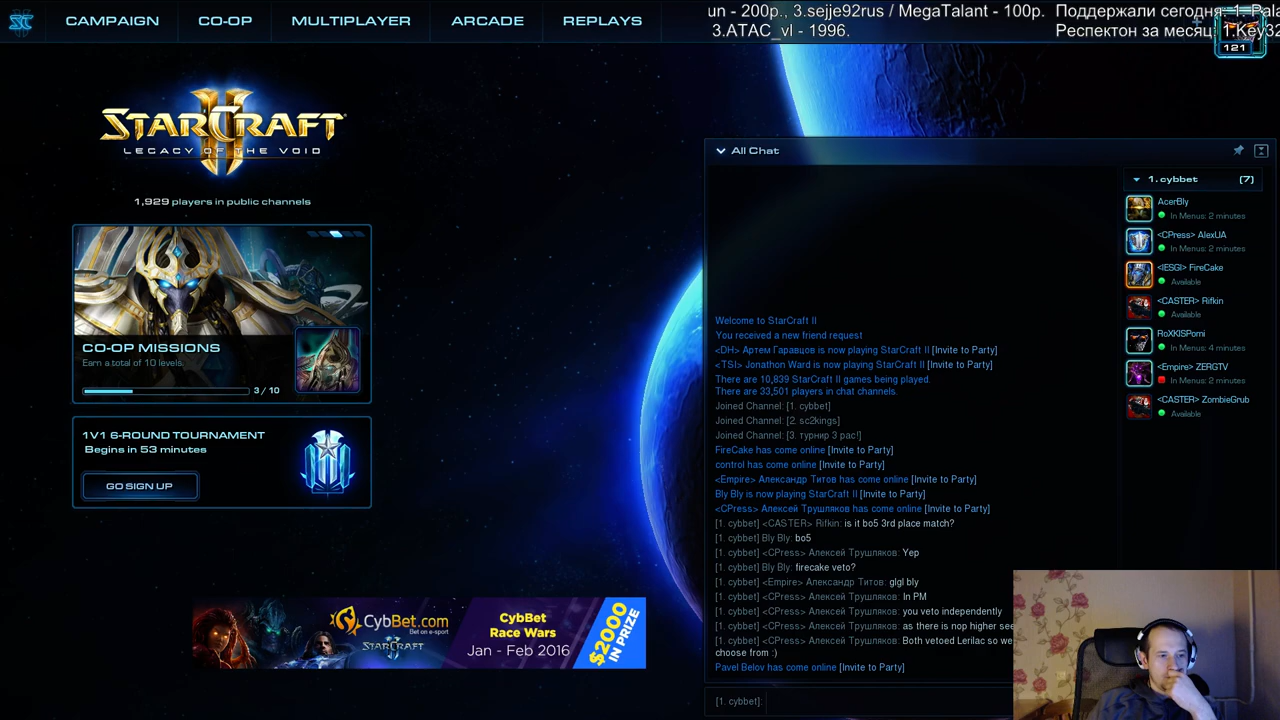 CAMPAIGN
CO-OP
MULTIPLAYER
ARCADE
REPLAYS
un - 200p., 3.sejje92rus / MegaTalant - 100p. Поддержали сегодня: 1. Pala
3.ATAC_vl - 1996. Респектон за месяц: 1.Key32
121
STARCRAFT
II
LEGACY OF THE VOID
1,929 players in public channels
CO-OP MISSIONS
Earn a total of 10 levels.
3 / 10
1V1 6-ROUND TOURNAMENT
Begins in 53 minutes
GO SIGN UP
CybBet.com
Bet on e-sport
STARCRAFT
CybBet
Race Wars
Jan - Feb 2016
$2000
IN PRIZE
All Chat
Welcome to StarCraft II
You received a new friend request
<DH> Артем Гаравцов is now playing StarCraft II [Invite to Party]
<TSI> Jonathon Ward is now playing StarCraft II [Invite to Party]
There are 10,839 StarCraft II games being played.
There are 33,501 players in chat channels.
Joined Channel: [1. cybbet]
Joined Channel: [2. sc2kings]
Joined Channel: [3. турнир 3 рас!]
FireCake has come online [Invite to Party]
control has come online [Invite to Party]
<Empire> Александр Титов has come online [Invite to Party]
Bly Bly is now playing StarCraft II [Invite to Party]
<CPress> Алексей Трушляков has come online [Invite to Party]
[1. cybbet] <CASTER> Rifkin: is it bo5 3rd place match?
[1. cybbet] Bly Bly: bo5
[1. cybbet] <CPress> Алексей Трушляков: Yep
[1. cybbet] Bly Bly: firecake veto?
[1. cybbet] <Empire> Александр Титов: glgl bly
[1. cybbet] <CPress> Алексей Трушляков: In PM
[1. cybbet] <CPress> Алексей Трушляков: you veto independently
[1. cybbet] <CPress> Алексей Трушляков: as there is nop higher see
[1. cybbet] <CPress> Алексей Трушляков: Both vetoed Lerilac so we
choose from :)
Pavel Belov has come online [Invite to Party]
[1. cybbet]:
1. cybbet (7)
AcerBly
In Menus: 2 minutes
<CPress> AlexUA
In Menus: 2 minutes
<IESGI> FireCake
Available
<CASTER> Rifkin
Available
RoXKISPomi
In Menus: 4 minutes
<Empire> ZERGTV
In Menus: 2 minutes
<CASTER> ZombieGrub
Available